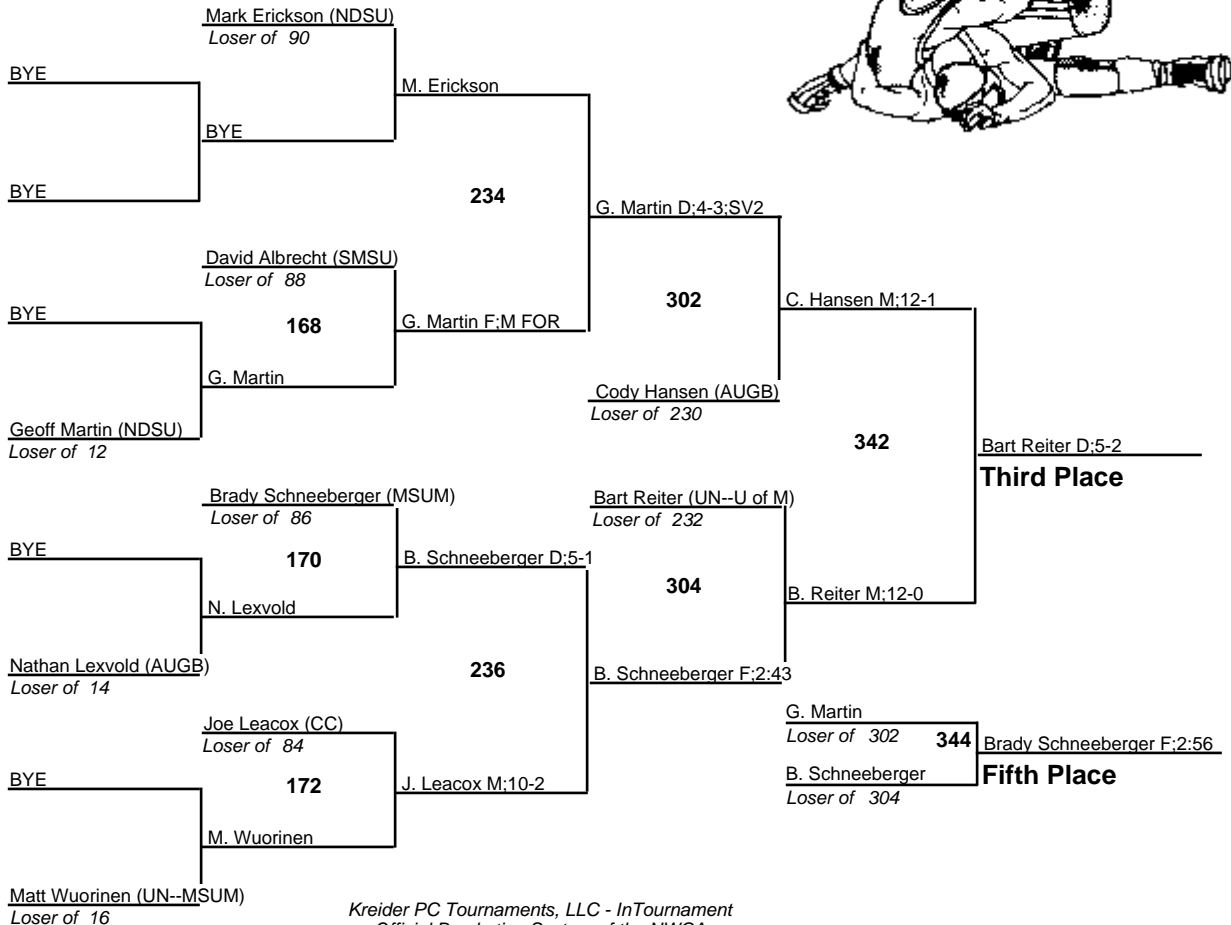 Mark Erickson (NDSU)
Loser of 90
BYE
M. Erickson
BYE
BYE
234
G. Martin D;4-3;SV2
David Albrecht (SMSU)
Loser of 88
302
C. Hansen M;12-1
BYE
168
G. Martin F;M FOR
G. Martin
Cody Hansen (AUGB)
Loser of 230
Geoff Martin (NDSU)
Loser of 12
342
Bart Reiter D;5-2
Third Place
Brady Schneeberger (MSUM)
Loser of 86
Bart Reiter (UN--U of M)
Loser of 232
BYE
170
B. Schneeberger D;5-1
304
B. Reiter M;12-0
N. Lexvold
Nathan Lexvold (AUGB)
Loser of 14
236
B. Schneeberger F;2:43
Joe Leacox (CC)
Loser of 84
G. Martin
Loser of 302
344
Brady Schneeberger F;2:56
Fifth Place
B. Schneeberger
Loser of 304
BYE
172
J. Leacox M;10-2
M. Wuorinen
Matt Wuorinen (UN--MSUM)
Loser of 16
Kreider PC Tournaments, LLC - InTournament